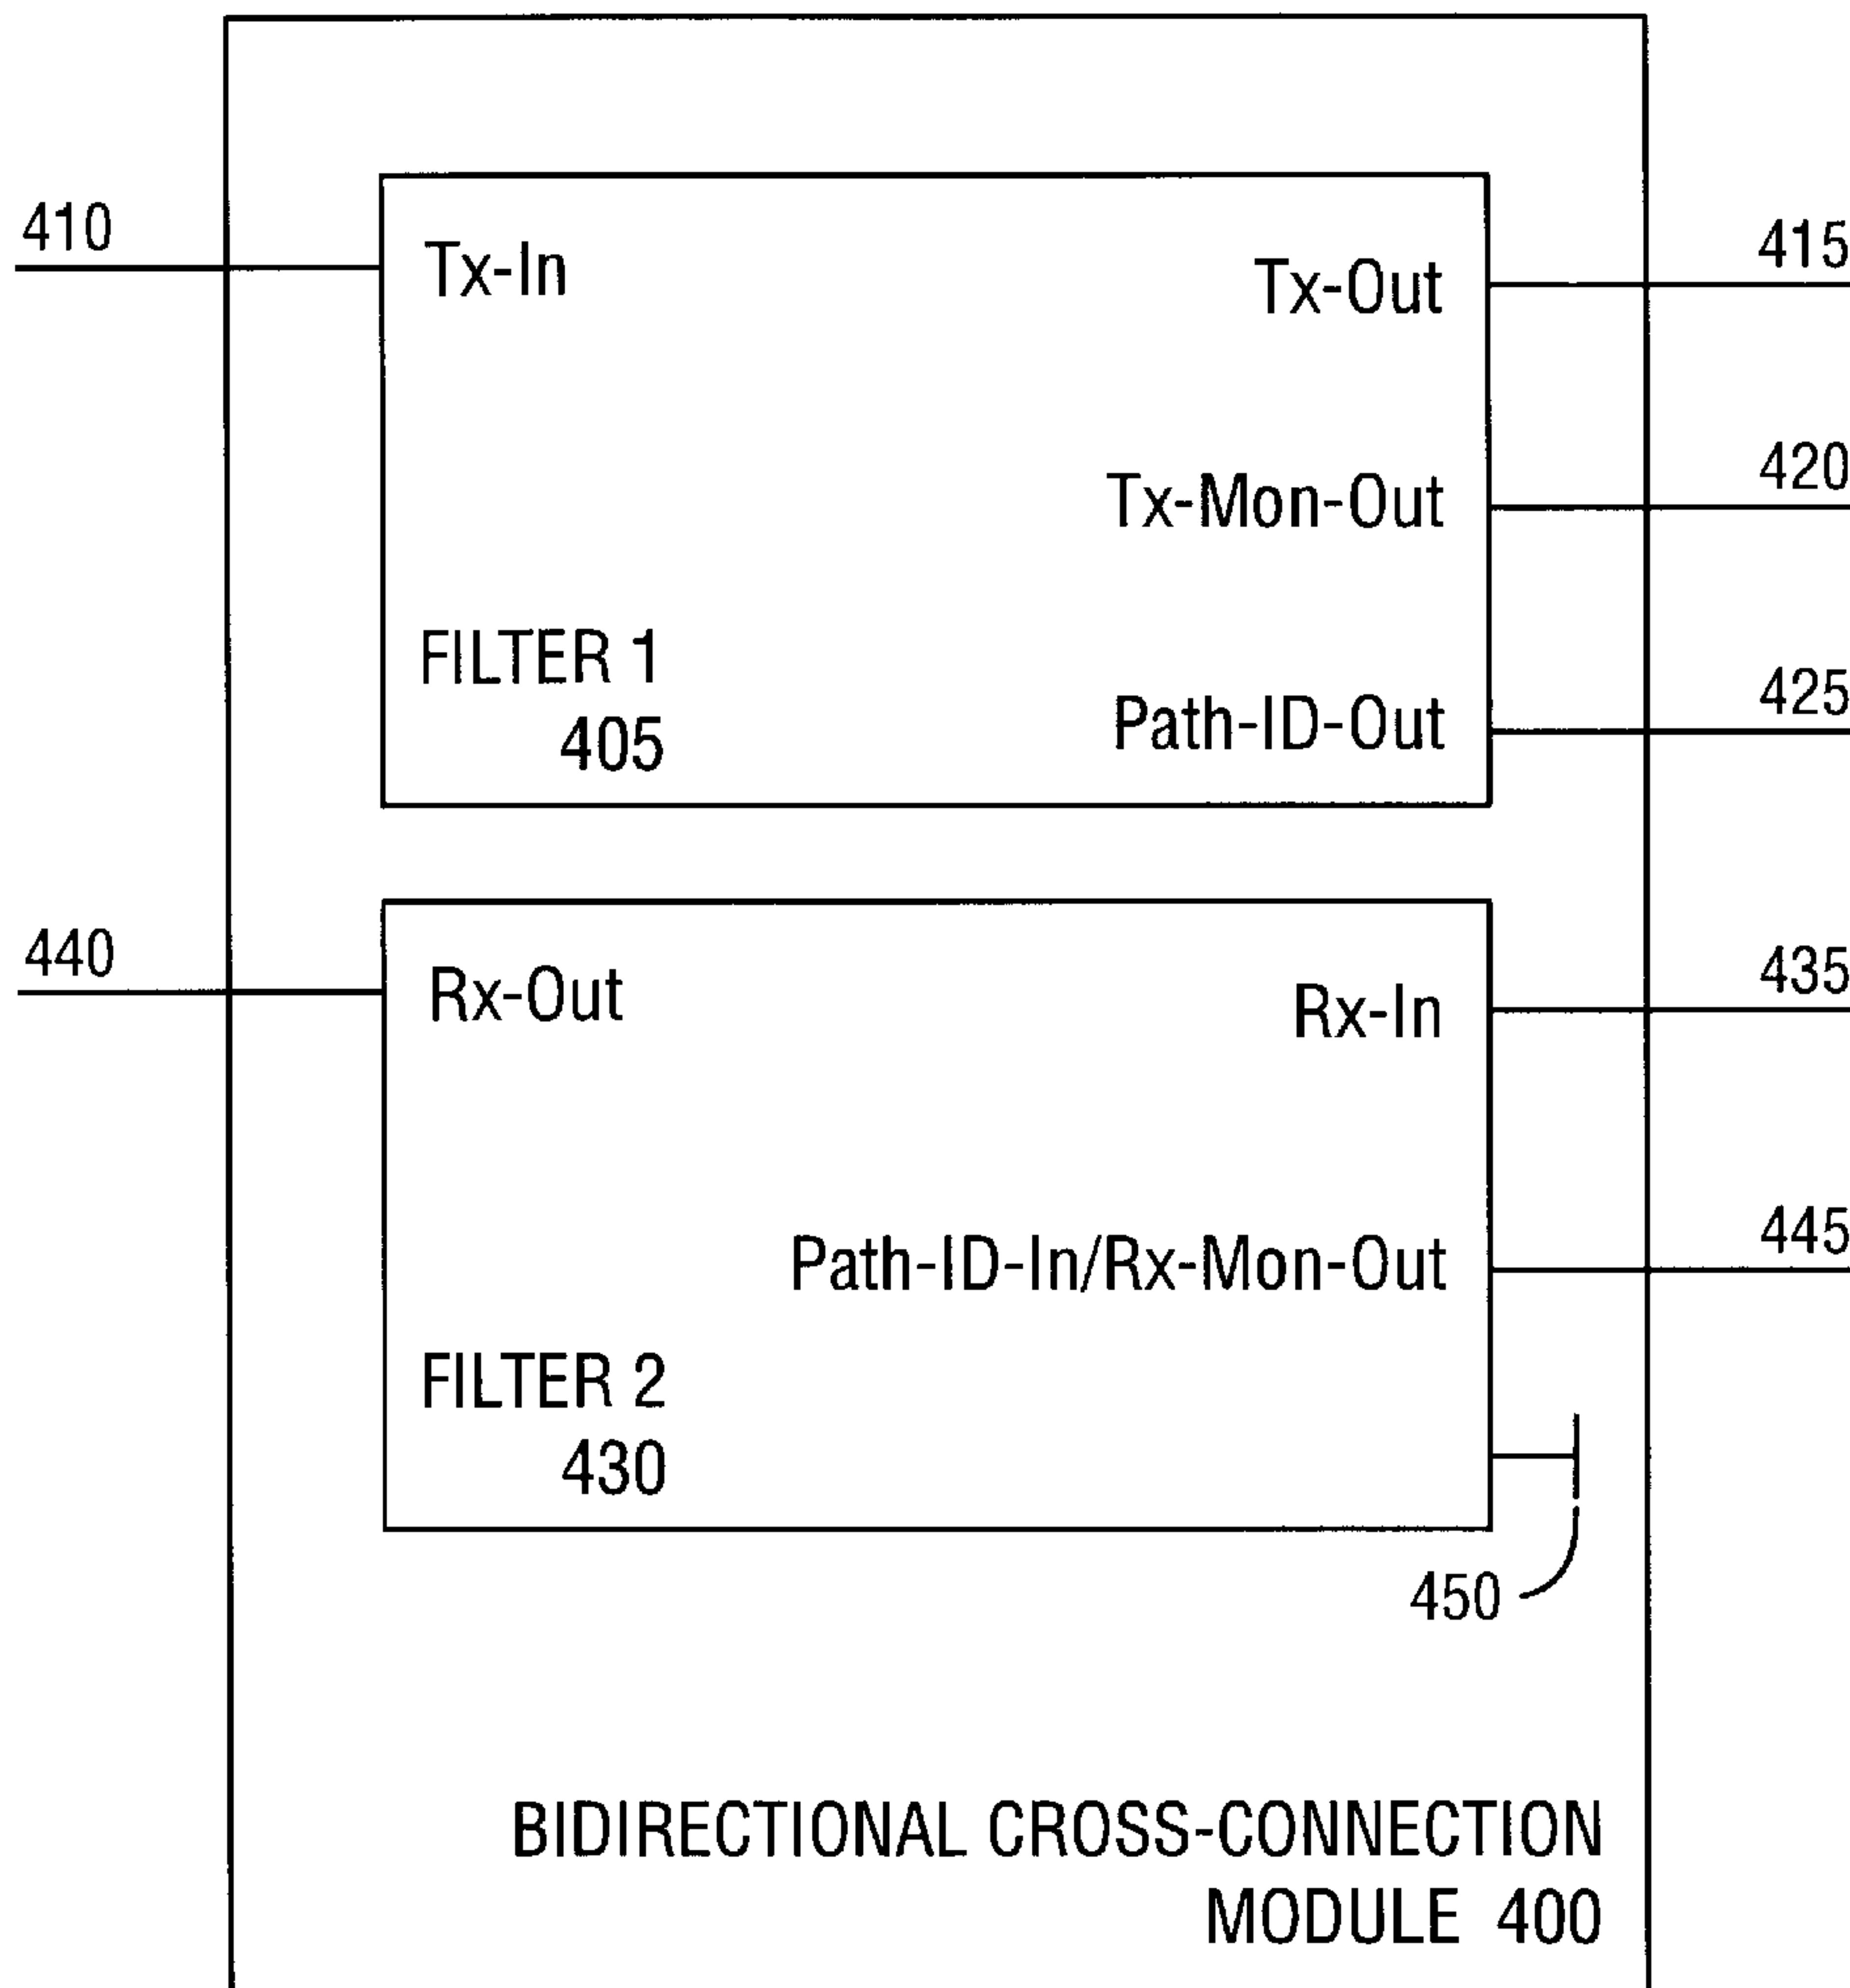 410
Tx-In
Tx-Out
415
Tx-Mon-Out
420
FILTER 1
405
Path-ID-Out
425
440
Rx-Out
Rx-In
435
Path-ID-In/Rx-Mon-Out
445
FILTER 2
430
450
BIDIRECTIONAL CROSS-CONNECTION
MODULE 400